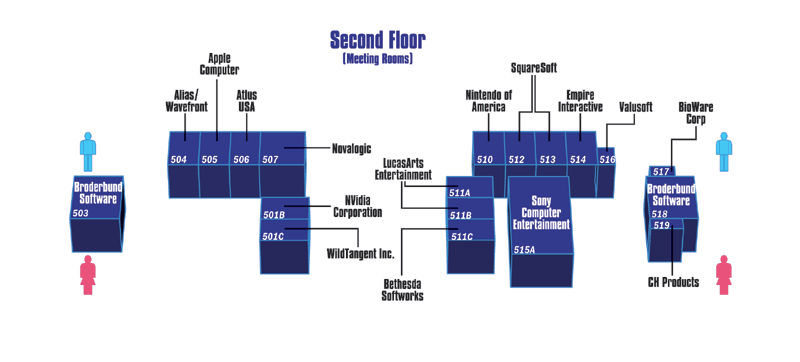 Second Floor
(Meeting Rooms)
Apple
Computer
SquareSoft
Alias/
Wavefront
Atlus
USA
Nintendo of
America
Empire
Interactive
Valusoft
BioWare
Corp
504
505
506
507
Novalogic
LucasArts
Entertainment
510
512
513
514
516
517
Broderbund
Software
503
NVidia
Corporation
501B
501C
WildTangent Inc.
511A
511B
511C
Bethesda
Softworks
Sony
Computer
Entertainment
515A
Broderbund
Software
518
519
CH Products